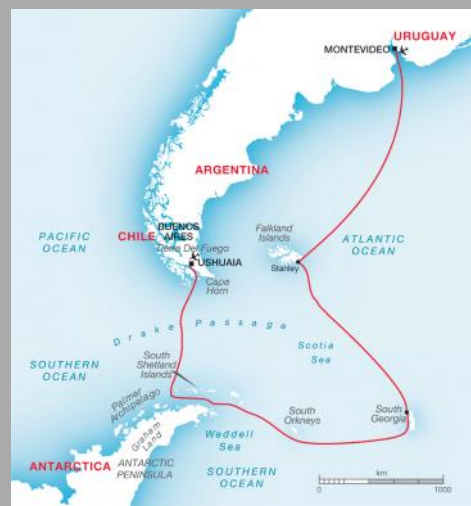 URUGUAY
MONTEVIDEO
ARGENTINA
BUENOS
AIRES
CHILE
Tierra Del Fuego
USHUAIA
Cape
Horn
PACIFIC
OCEAN
Falkland
Islands
Stanley
ATLANTIC
OCEAN
Drake Passage
Scotia
Sea
SOUTHERN
OCEAN
South
Shetland
Islands
Palmer
Archipelago
Graham
Land
South
Orkneys
South
Georgia
Weddell
Sea
ANTARCTICA
ANTARCTIC
PENINSULA
SOUTHERN
OCEAN
km
0 1000